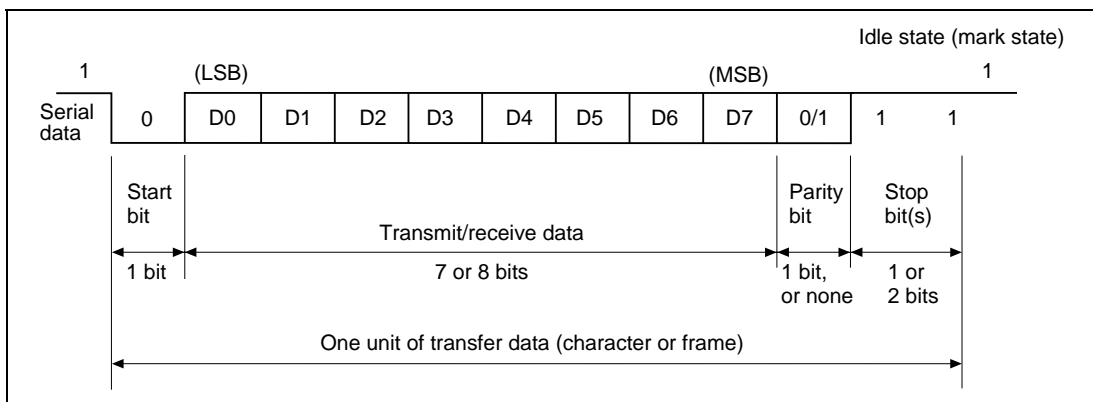 Idle state (mark state)
1 (LSB) (MSB) 1
Serial
data
0 D0 D1 D2 D3 D4 D5 D6 D7 0/1 1 1
Start
bit
Parity
bit
Stop
bit(s)
Transmit/receive data
1 bit
7 or 8 bits
1 bit,
or none
1 or
2 bits
One unit of transfer data (character or frame)